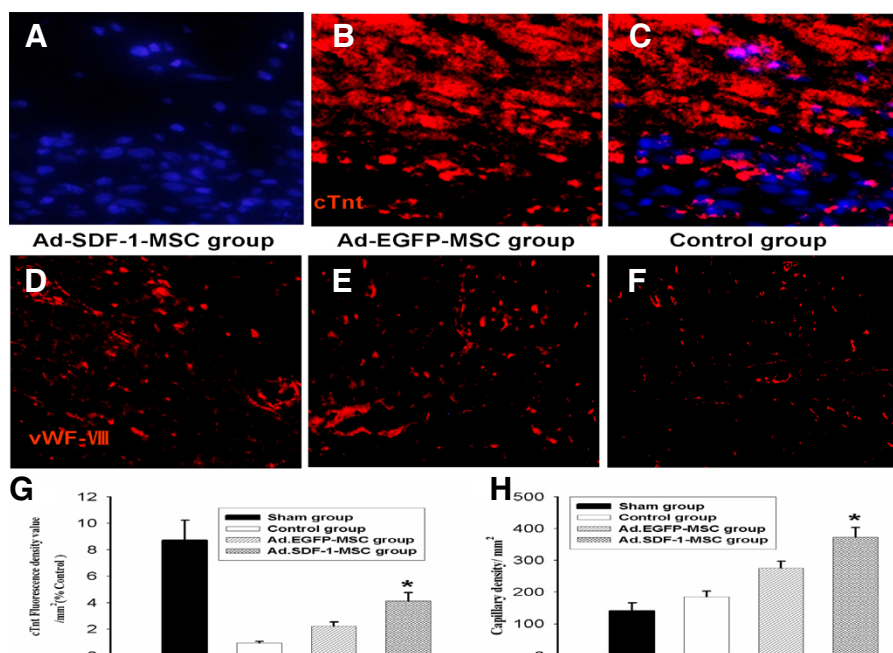 A
B
C
cTnt
Ad-SDF-1-MSC group
Ad-EGFP-MSC group
Control group
D
E
F
vWF-Ⅷ
G
12
10
8
6
4
2
0
cTnt Fluorescence density value
/mm² (% Control)
Sham group
Control group
Ad.EGFP-MSC group
Ad.SDF-1-MSC group
*
H
500
400
300
200
100
0
Capillary density/ mm²
Sham group
Control group
Ad.EGFP-MSC group
Ad.SDF-1-MSC group
*